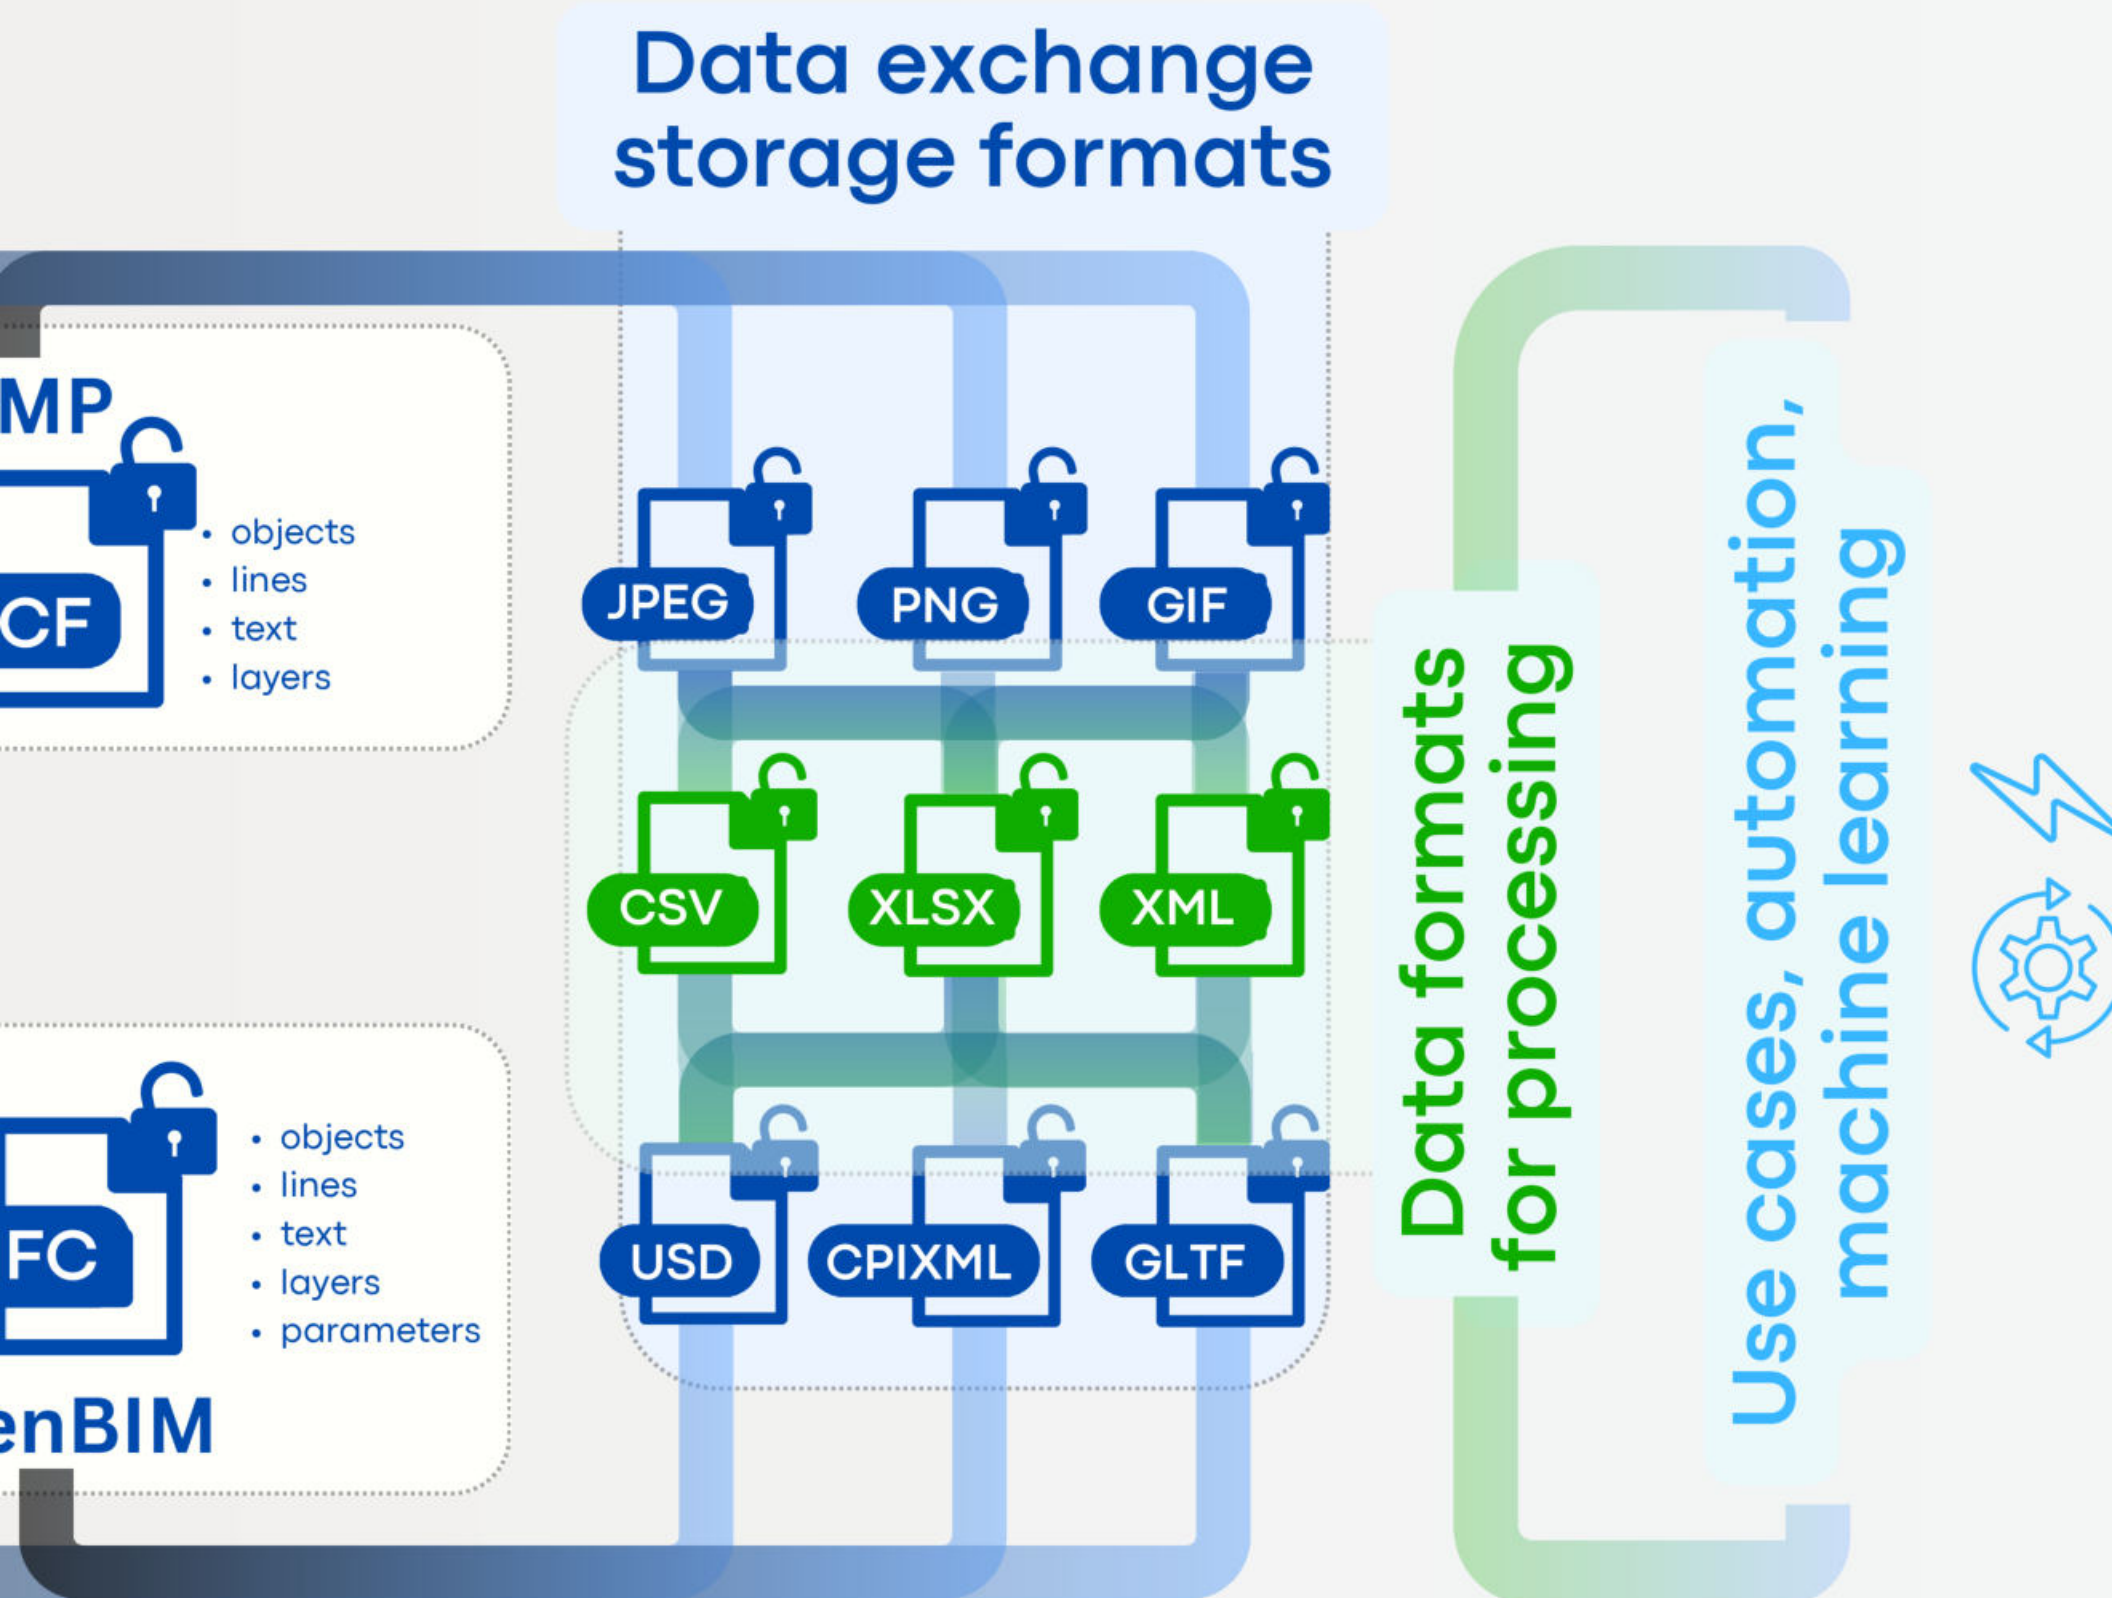 Data exchange
storage formats
MP
CF
• objects
• lines
• text
• layers
JPEG
PNG
GIF
CSV
XLSX
XML
FC
• objects
• lines
• text
• layers
• parameters
enBIM
USD
CPIXML
GLTF
Data formats
for processing
Use cases, automation,
machine learning